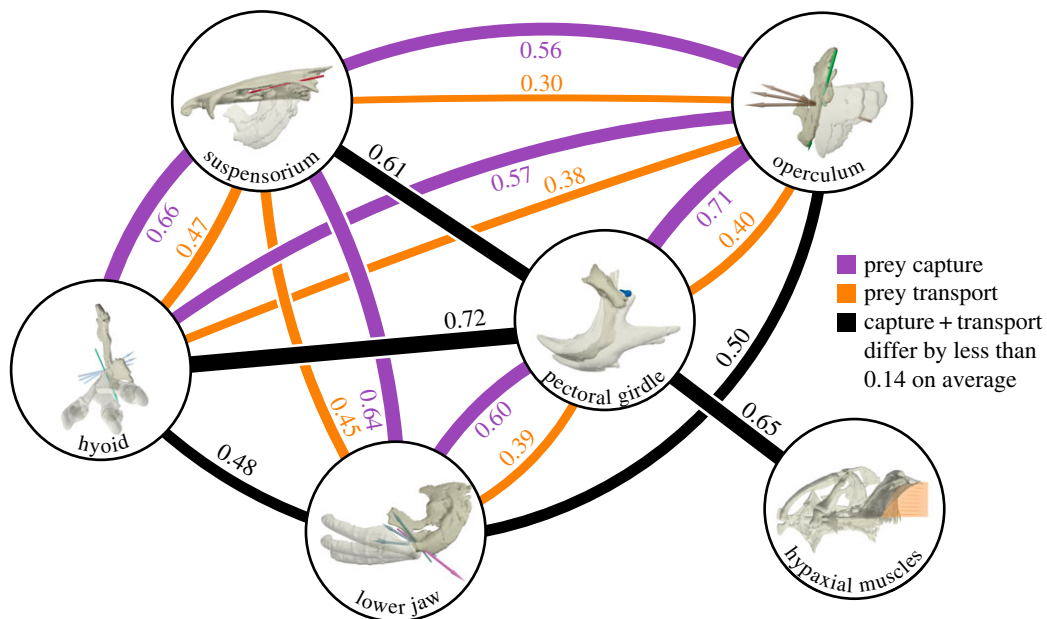 0.56
0.30
suspensorium
operculum
0.61
0.57
0.38
0.71
0.66
0.47
0.40
prey capture
prey transport
capture + transport
differ by less than
0.14 on average
0.72
0.50
pectoral girdle
hyoid
0.45
0.64
0.60
0.39
0.65
0.48
lower jaw
hypaxial muscles